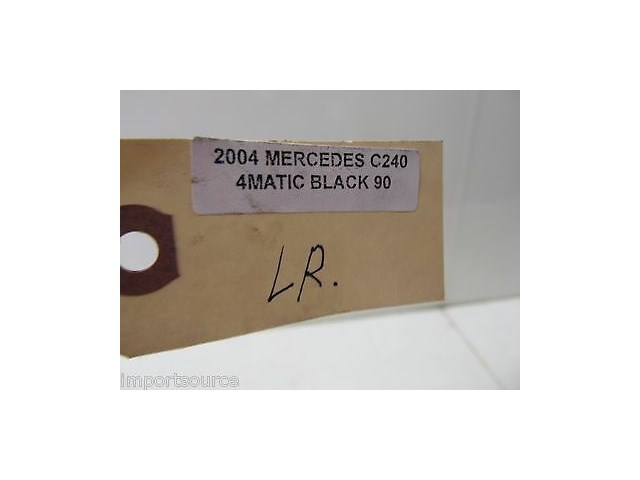 2004 MERCEDES C240
4MATIC BLACK 90
LR.
importsource